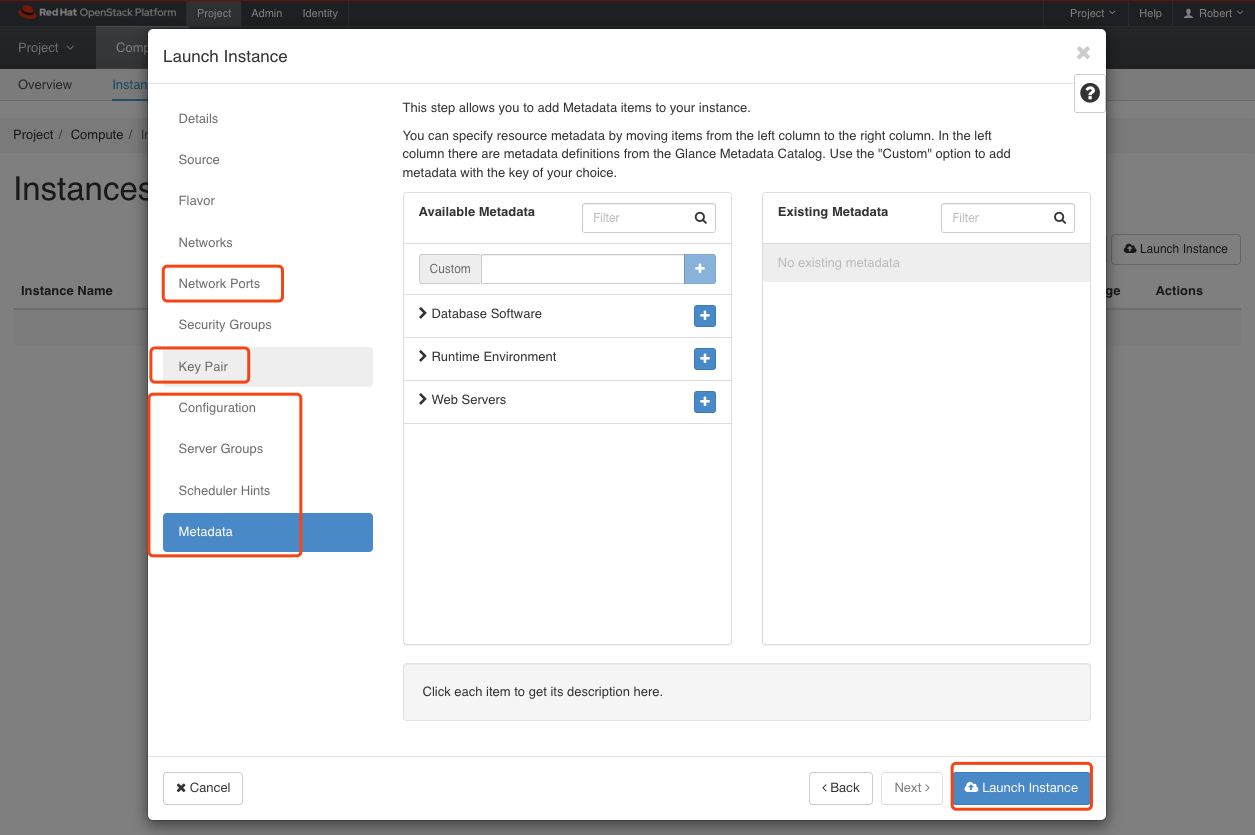 Red Hat OpenStack Platform Project Admin Identity Project Help Robert
Project Comp
Overview Instan
Project / Compute / I
Instances
Launch Instance
Instance Name ge Actions
Launch Instance
Details
Source
Flavor
Networks
Network Ports
Security Groups
Key Pair
Configuration
Server Groups
Scheduler Hints
Metadata
This step allows you to add Metadata items to your instance.
You can specify resource metadata by moving items from the left column to the right column. In the left
column there are metadata definitions from the Glance Metadata Catalog. Use the "Custom" option to add
metadata with the key of your choice.
Available Metadata Filter
Custom
Database Software
Runtime Environment
Web Servers
Existing Metadata Filter
No existing metadata
Click each item to get its description here.
Cancel < Back Next > Launch Instance